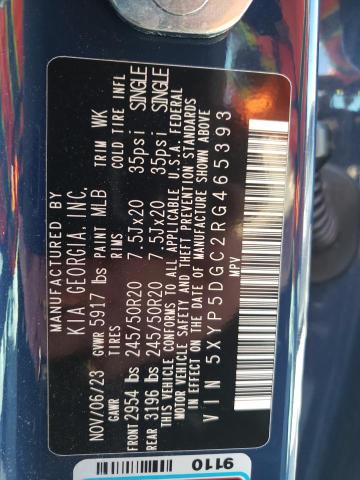 MANUFACTURED BY
KIA GEORGIA, INC.
NOV/06/23 GVWR 5917 lbs PAINT MLB TRIM WK
GAWR TIRES RIMS COLD TIRE INFL
FRONT 2954 lbs 245/50R20 7.5Jx20 35psi SINGLE
REAR 3196 lbs 245/50R20 7.5Jx20 35psi SINGLE
THIS VEHICLE CONFORMS TO ALL APPLICABLE U.S.A. FEDERAL
MOTOR VEHICLE SAFETY AND THEFT PREVENTION STANDARDS
IN EFFECT ON THE DATE OF MANUFACTURE SHOWN ABOVE
VIN 5XYP5DGC2RG465393
MPV
9110